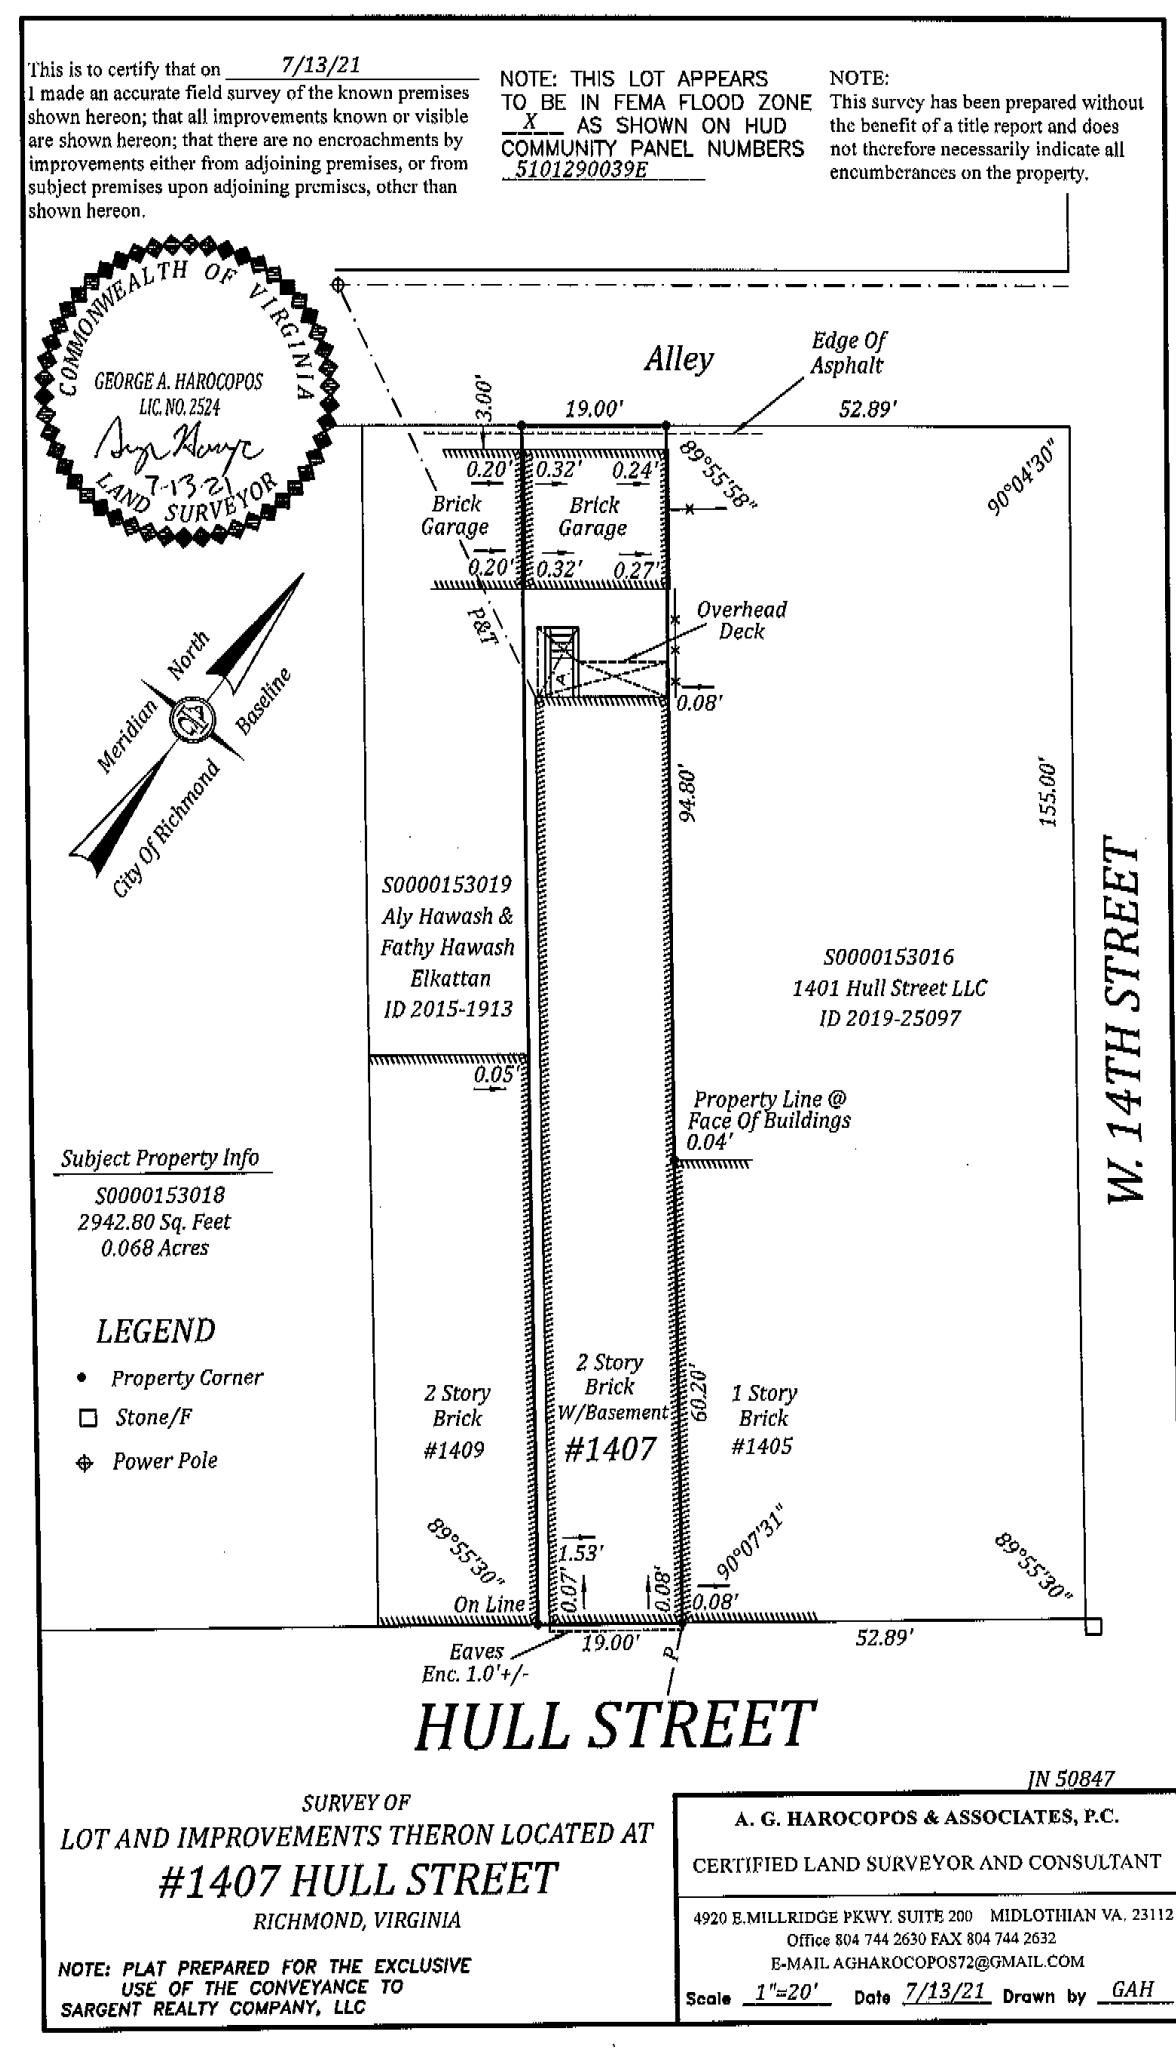 This is to certify that on 7/13/21
I made an accurate field survey of the known premises
shown hereon; that all improvements known or visible
are shown hereon; that there are no encroachments by
improvements either from adjoining premises, or from
subject premises upon adjoining premises, other than
shown hereon.
NOTE: THIS LOT APPEARS
TO BE IN FEMA FLOOD ZONE
X AS SHOWN ON HUD
COMMUNITY PANEL NUMBERS
5101290039E
NOTE:
This survey has been prepared without
the benefit of a title report and does
not therefore necessarily indicate all
encumberances on the property.
COMMONWEALTH OF VIRGINIA
GEORGE A. HAROCOPOS
LIC. NO. 2524
7-13-21
LAND SURVEYOR
Alley
Edge Of
Asphalt
3.00'
19.00'
52.89'
0.20'
0.32'
0.24'
89°55'58"
90°04'30"
Brick
Garage
Brick
Garage
0.20'
0.32'
0.27'
P&T
Overhead
Deck
0.08'
North
Meridian
Baseline
City Of Richmond
94.80'
155.00'
S0000153019
Aly Hawash &
Fathy Hawash
Elkattan
ID 2015-1913
S0000153016
1401 Hull Street LLC
ID 2019-25097
W. 14TH STREET
0.05'
Property Line @
Face Of Buildings
0.04'
Subject Property Info
S0000153018
2942.80 Sq. Feet
0.068 Acres
LEGEND
Property Corner
Stone/F
Power Pole
2 Story
Brick
#1409
2 Story
Brick
W/Basement
#1407
60.20'
1 Story
Brick
#1405
89°55'30"
1.53'
0.07'
0.08'
90°07'31"
0.08'
89°55'30"
On Line
Eaves
Enc. 1.0'+/-
19.00'
P
52.89'
HULL STREET
JN 50847
SURVEY OF
LOT AND IMPROVEMENTS THERON LOCATED AT
#1407 HULL STREET
RICHMOND, VIRGINIA
NOTE: PLAT PREPARED FOR THE EXCLUSIVE
USE OF THE CONVEYANCE TO
SARGENT REALTY COMPANY, LLC
A. G. HAROCOPOS & ASSOCIATES, P.C.
CERTIFIED LAND SURVEYOR AND CONSULTANT
4920 E.MILLRIDGE PKWY. SUITE 200 MIDLOTHIAN VA. 23112
Office 804 744 2630 FAX 804 744 2632
E-MAIL AGHAROCOPOS72@GMAIL.COM
Scale 1"=20' Date 7/13/21 Drawn by GAH